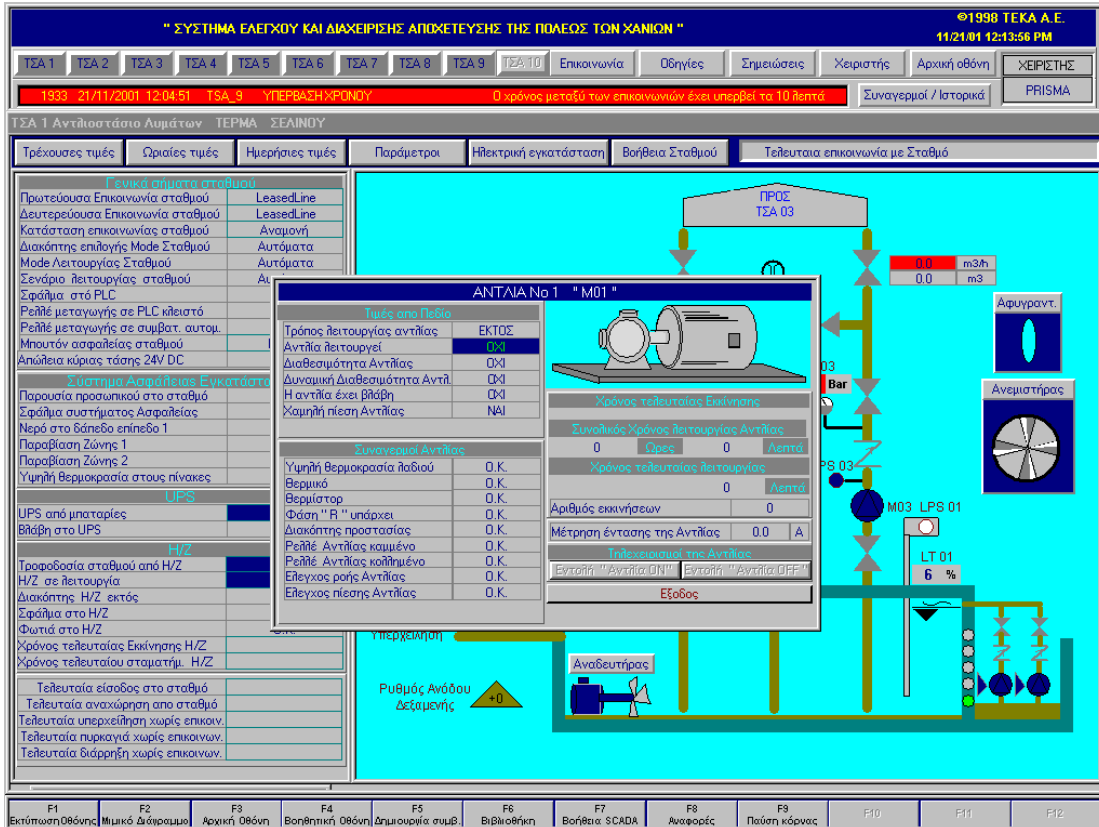 " ΣΥΣΤΗΜΑ ΕΛΕΓΧΟΥ ΚΑΙ ΔΙΑΧΕΙΡΙΣΗΣ ΑΠΟΧΕΤΕΥΣΗΣ ΤΗΣ ΠΟΛΕΩΣ ΤΩΝ ΧΑΝΙΩΝ "
©1998 TEKA A.E.
11/21/01 12:13:56 PM
ΤΣΑ 1 ΤΣΑ 2 ΤΣΑ 3 ΤΣΑ 4 ΤΣΑ 5 ΤΣΑ 6 ΤΣΑ 7 ΤΣΑ 8 ΤΣΑ 9 ΤΣΑ 10 Επικοινωνία Οδηγίες Σημειώσεις Χειριστής Αρχική οθόνη ΧΕΙΡΙΣΤΗΣ
1933 21/11/2001 12:04:51 TSA_9 ΥΠΕΡΒΑΣΗ ΧΡΟΝΟΥ Ο χρόνος μεταξύ των επικοινωνιών έχει υπερβεί τα 10 λεπτά Συναγερμοί / Ιστορικά PRISMA
ΤΣΑ 1 Αντλιοστάσιο Λυμάτων ΤΕΡΜΑ ΣΕΛΙΝΟΥ
Τρέχουσες τιμές Ωριαίες τιμές Ημερήσιες τιμές Παράμετροι Ηλεκτρική εγκατάσταση Βοήθεια Σταθμού Τελευταια επικοινωνία με Σταθμό
Γενικά σήματα σταθμού
Πρωτεύουσα Επικοινωνία σταθμού LeasedLine
Δευτερεύουσα Επικοινωνία σταθμού LeasedLine
Κατάσταση επικοινωνίας σταθμού Αναμονή
Διακόπτης επιλογής Mode Σταθμού Αυτόματα
Mode Λειτουργίας Σταθμού Αυτόματα
Σενάριο λειτουργίας σταθμού
Σφάλμα στό PLC
Ρελλέ μεταγωγής σε PLC κλειστό
Ρελλέ μεταγωγής σε συμβατ. αυτομ.
Μπουτόν ασφαλείας σταθμού
Απώλεια κύριας τάσης 24V DC
Σύστημα Ασφάλειας
Παρουσία προσωπικού στο σταθμό
Σφάλμα συστήματος Ασφαλείας
Νερό στο δάπεδο επίπεδο 1
Παραβίαση Ζώνης 1
Παραβίαση Ζώνης 2
Υψηλή θερμοκρασία στους πίνακες
UPS
UPS από μπαταρίες
Βλάβη στο UPS
Η/Ζ
Τροφοδοσία σταθμού από Η/Ζ
Η/Ζ σε λειτουργία
Διακόπτης Η/Ζ εκτός
Σφάλμα στο Η/Ζ
Φωτιά στο Η/Ζ
Χρόνος τελευταίας Εκκίνησης Η/Ζ
Χρόνος τελευταίου σταματήμ. Η/Ζ
Τελευταία είσοδος στο σταθμό
Τελευταία αναχώρηση απο σταθμό
Τελευταία υπερχείληση χωρίς επικοιν.
Τελευταία πυρκαγιά χωρίς επικοινων.
Τελευταία διάρρηξη χωρίς επικοινων.
ΑΝΤΛΙΑ Νο 1 " Μ01 "
Τιμές απο Πεδίο
Τρόπος λειτουργίας αντλίας ΕΚΤΟΣ
Αντλία λειτουργεί ΟΧΙ
Διαθεσιμότητα Αντλίας ΟΧΙ
Δυναμική Διαθεσιμότητα Αντλ. ΟΧΙ
Η αντλία έχει βλάβη ΟΧΙ
Χαμηλή πίεση Αντλίας ΝΑΙ
Συναγερμοί Αντλίας
Υψηλή θερμοκρασία λαδιού Ο.Κ.
Θερμικό Ο.Κ.
Θερμίστορ Ο.Κ.
Φάση " R " υπάρχει Ο.Κ.
Διακόπτης προστασίας Ο.Κ.
Ρελλέ Αντλίας καμμένο Ο.Κ.
Ρελλέ Αντλίας κολλημένο Ο.Κ.
Ελεγχος ροής Αντλίας Ο.Κ.
Ελεγχος πίεσης Αντλίας Ο.Κ.
Χρόνος τελευταίας Εκκίνησης
Συνολικός Χρόνος λειτουργίας Αντλίας
0 Ωρες 0 Λεπτά
Χρόνος τελευταίας λειτουργίας
0 Λεπτά
Αριθμός εκκινήσεων 0
Μέτρηση έντασης της Αντλίας 0.0 A
Τηλεχειρισμοί της Αντλίας
Εντολή "Αντλία ON" Εντολή "Αντλία OFF"
Εξοδος
ΠΡΟΣ
ΤΣΑ 03
0.0 m3/h
0.0 m3
Αφυγραντ.
03
Bar
Ανεμιστήρας
PS 03
M03 LPS 01
LT 01
6 %
Υπερχείληση
Αναδευτήρας
Ρυθμός Ανόδου
Δεξαμενής
+0
F1 F2 F3 F4 F5 F6 F7 F8 F9 F10 F11 F12
Εκτύπωση Οθόνης Μιμικό Διάγραμμα Αρχική Οθόνη Βοηθητική Οθόνη Δημιουργία συμβ. Βιβλιοθήκη Βοήθεια SCADA Αναφορές Παύση κόρνας